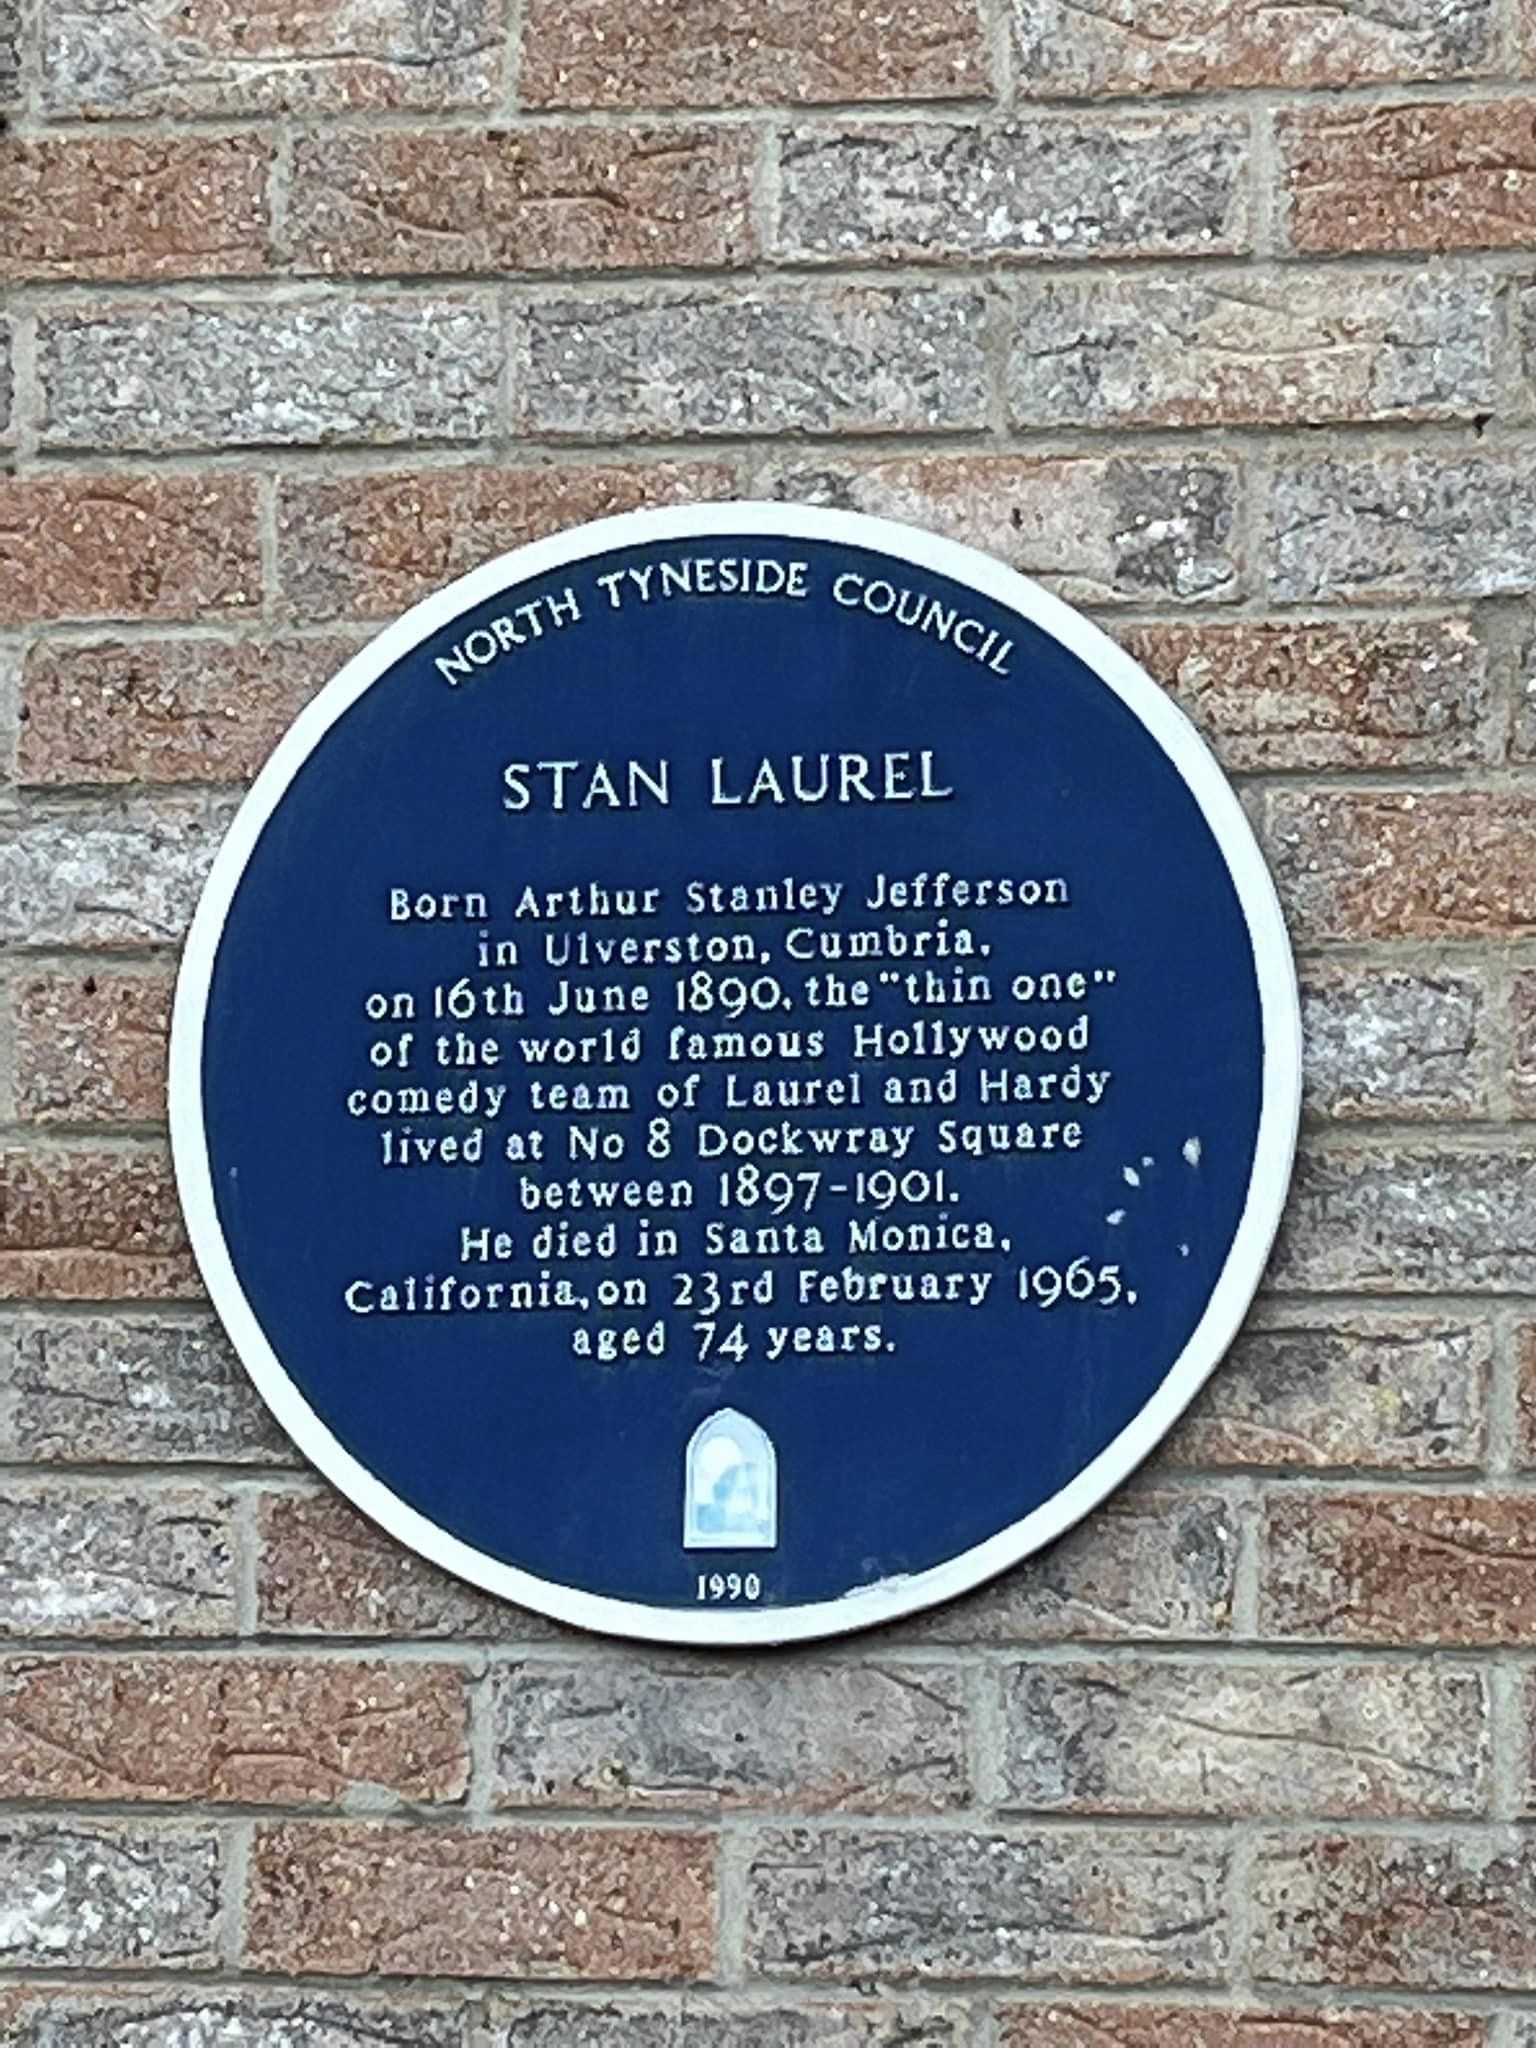 NORTH TYNESIDE COUNCIL
STAN LAUREL
Born Arthur Stanley Jefferson
in Ulverston, Cumbria,
on 16th June 1890, the "thin one"
of the world famous Hollywood
comedy team of Laurel and Hardy
lived at No 8 Dockwray Square
between 1897-1901.
He died in Santa Monica,
California, on 23rd February 1965,
aged 74 years.
1990